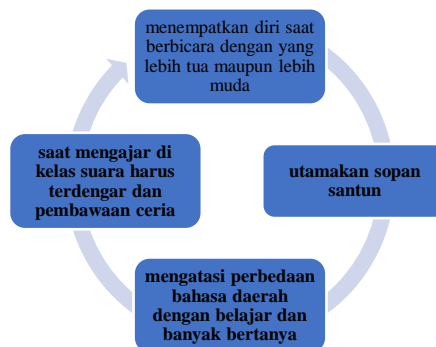 menempatkan diri saat
berbicara dengan yang
lebih tua maupun lebih
muda
utamakan sopan
santun
mengatasi perbedaan
bahasa daerah
dengan belajar dan
banyak bertanya
saat mengajar di
kelas suara harus
terdengar dan
pembawaan ceria